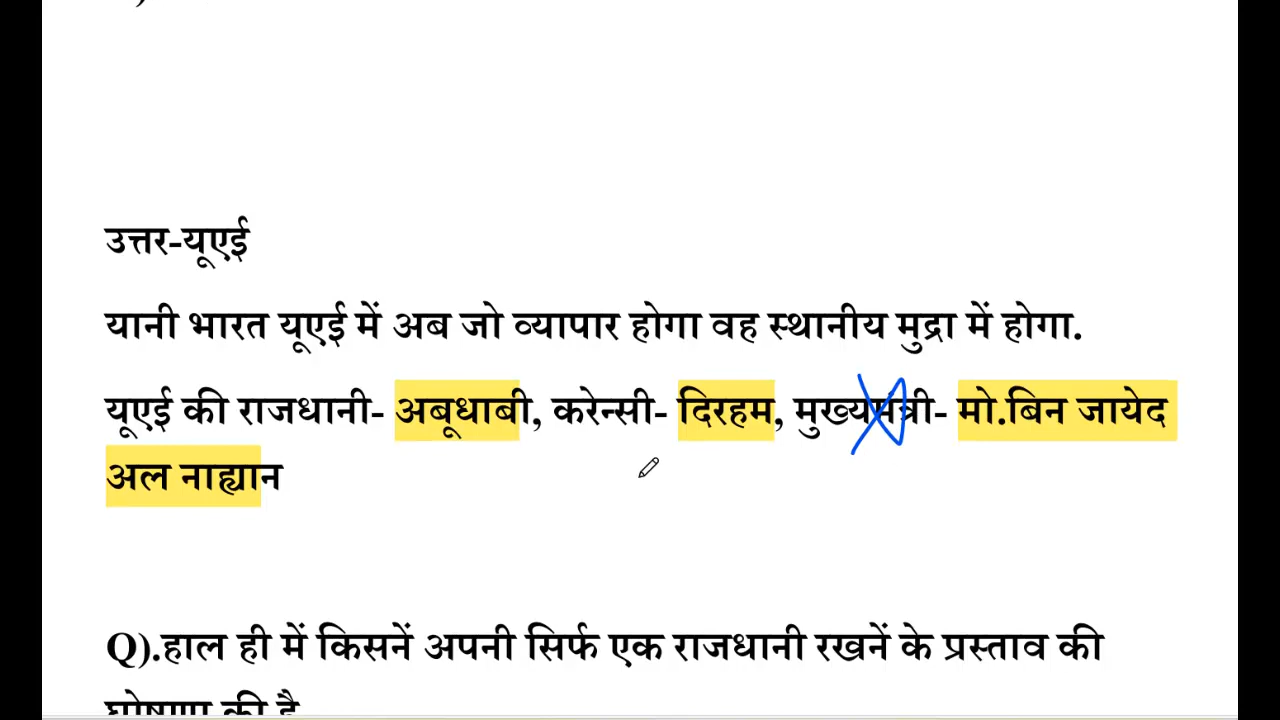 उत्तर-यूएई
यानी भारत यूएई में अब जो व्यापार होगा वह स्थानीय मुद्रा में होगा.
यूएई की राजधानी- अबूधाबी, करेन्सी- दिरहम, मुख्यमंत्री- मो.बिन जायेद
अल नाह्यान
Q).हाल ही में किसनें अपनी सिर्फ एक राजधानी रखनें के प्रस्ताव की
घोषणा की है